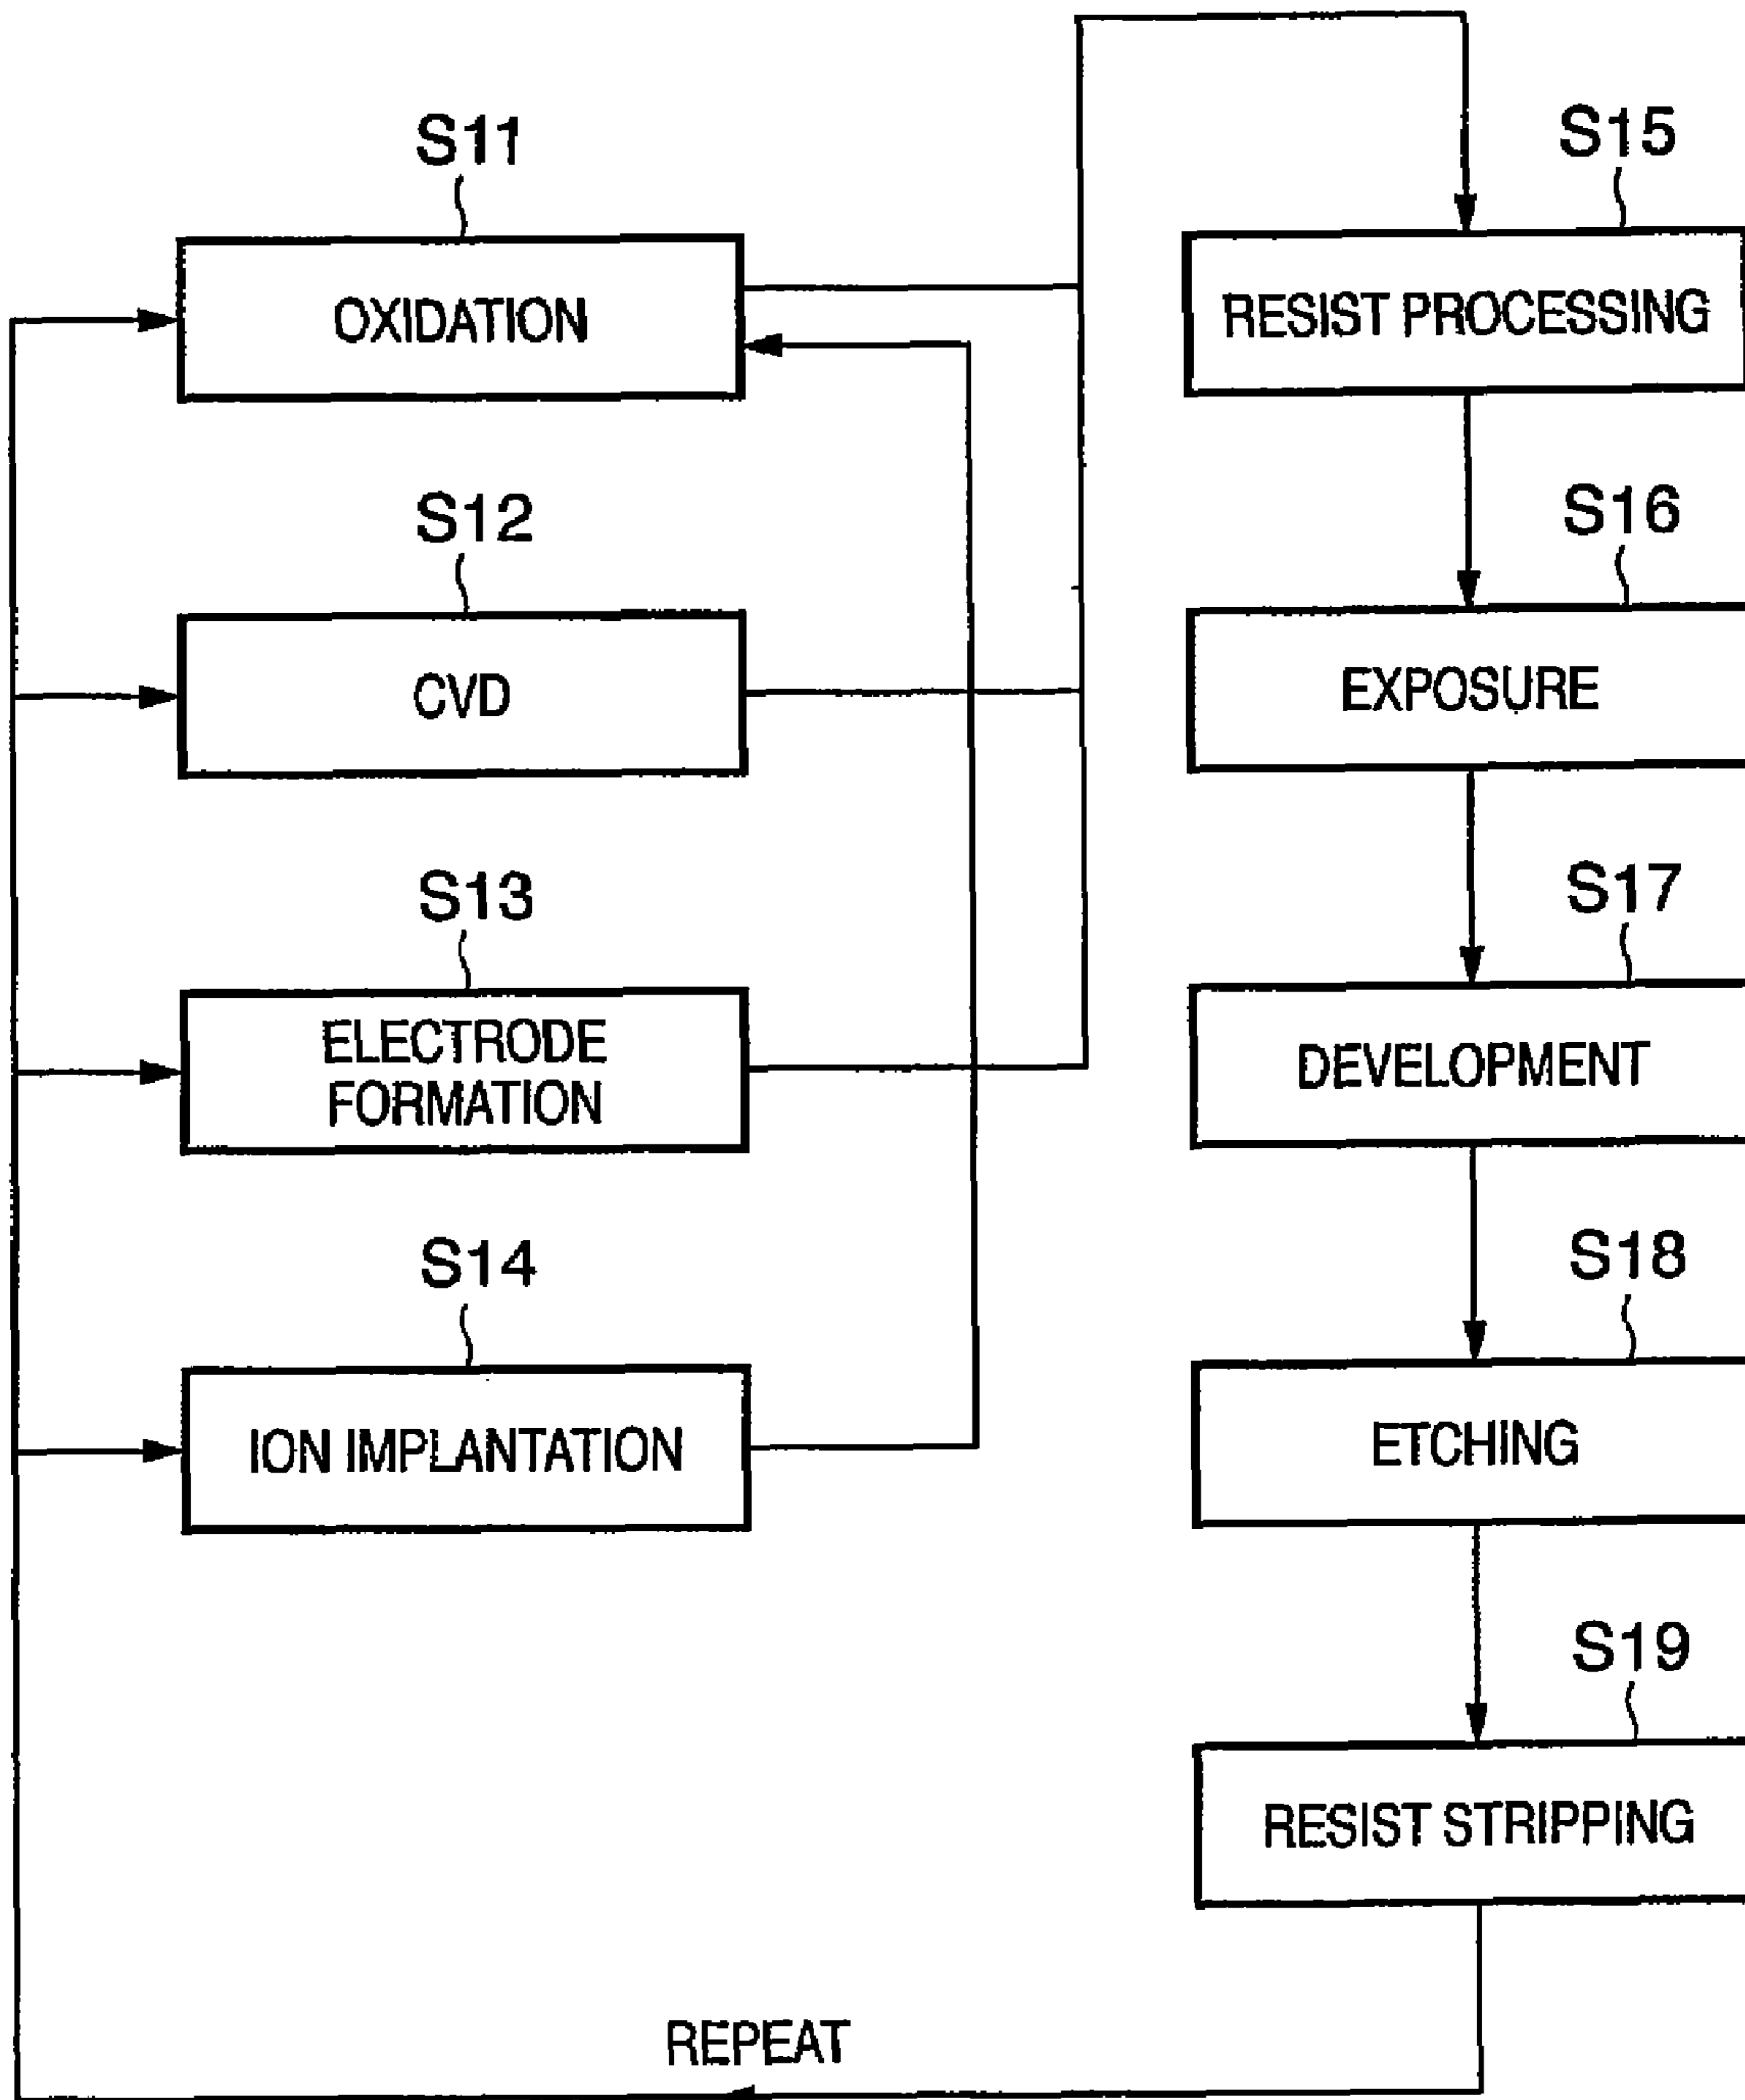 S11
OXIDATION
S12
CVD
S13
ELECTRODE
FORMATION
S14
ION IMPLANTATION
S15
RESIST PROCESSING
S16
EXPOSURE
S17
DEVELOPMENT
S18
ETCHING
S19
RESIST STRIPPING
REPEAT